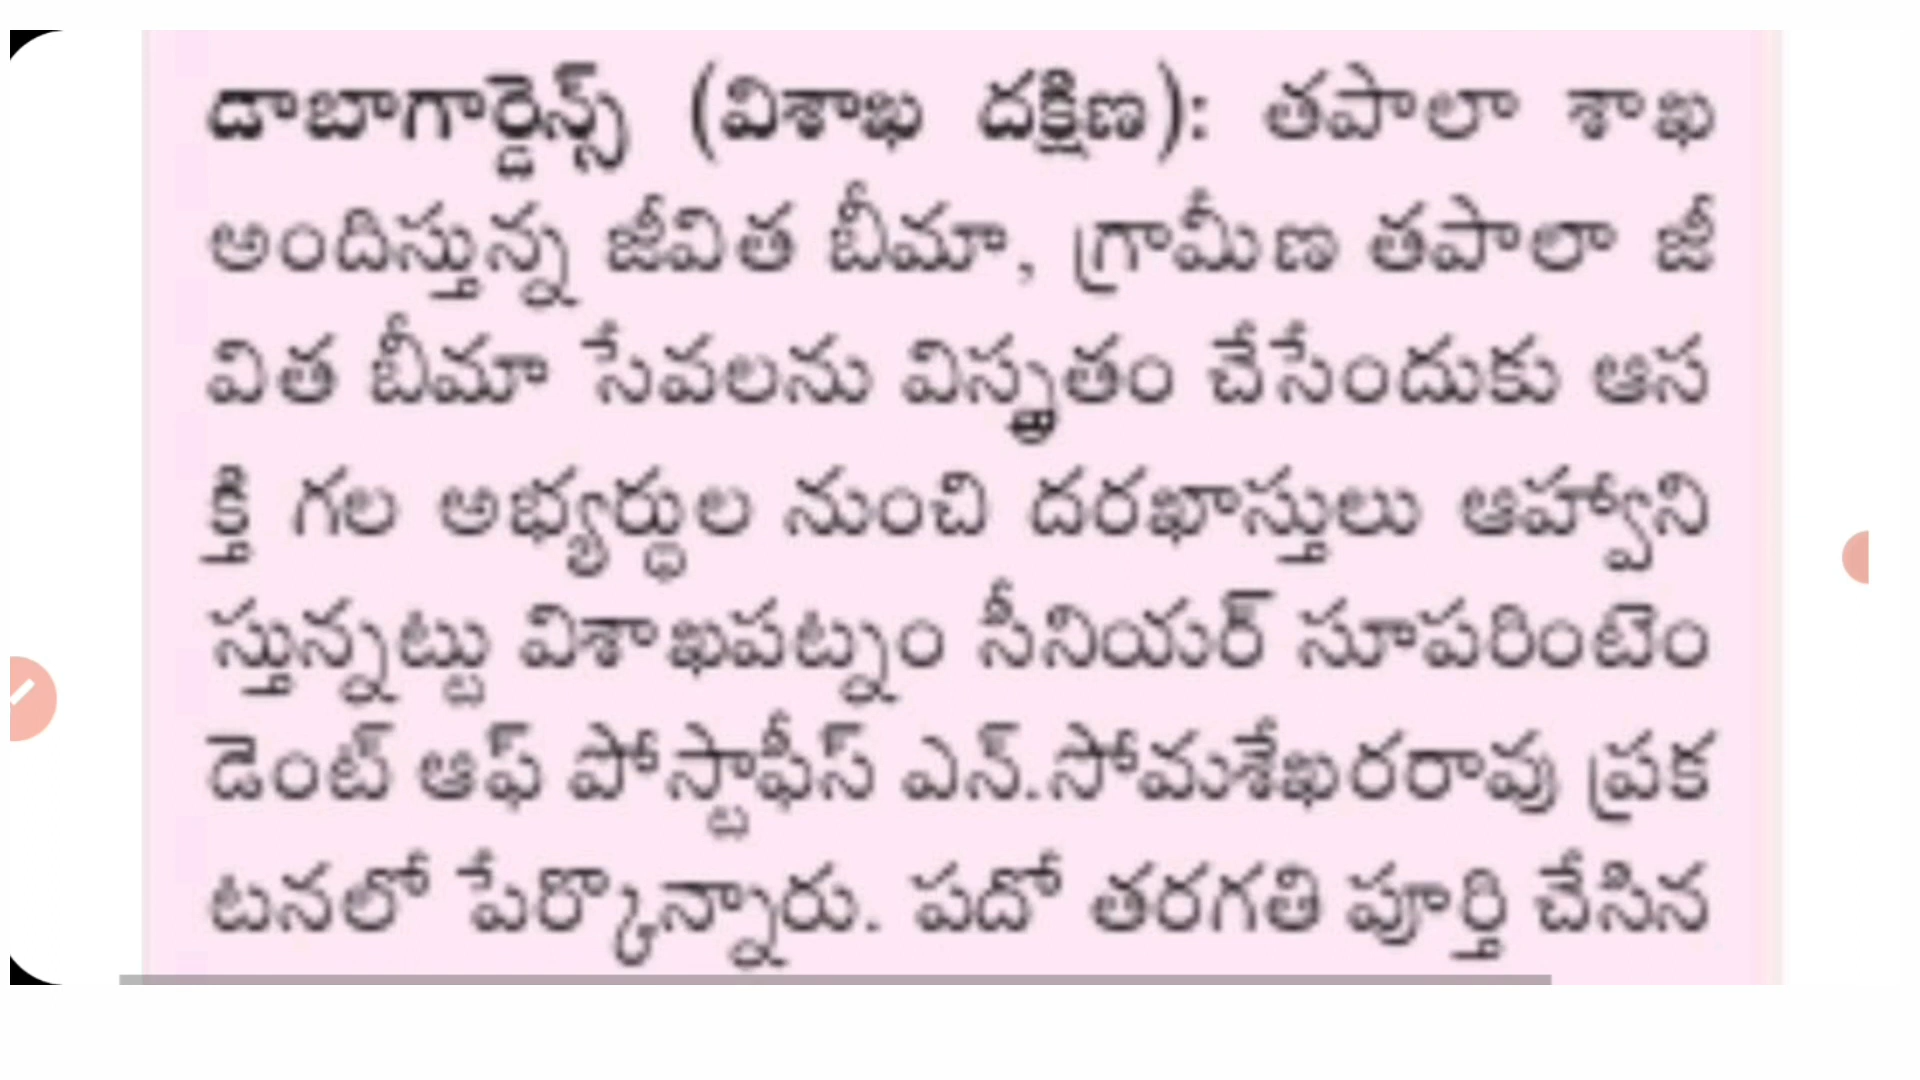 డాబాగార్డెన్స్ (విశాఖ దక్షిణ): తపాలా శాఖ
అందిస్తున్న జీవిత బీమా, గ్రామీణ తపాలా జీ
విత బీమా సేవలను విస్తృతం చేసేందుకు ఆస
క్తి గల అభ్యర్థుల నుంచి దరఖాస్తులు ఆహ్వాని
స్తున్నట్టు విశాఖపట్నం సీనియర్ సూపరింటెం
డెంట్ ఆఫ్ పోస్టాఫీస్ ఎన్.సోమశేఖరరావు ప్రక
టనలో పేర్కొన్నారు. పదో తరగతి పూర్తి చేసిన